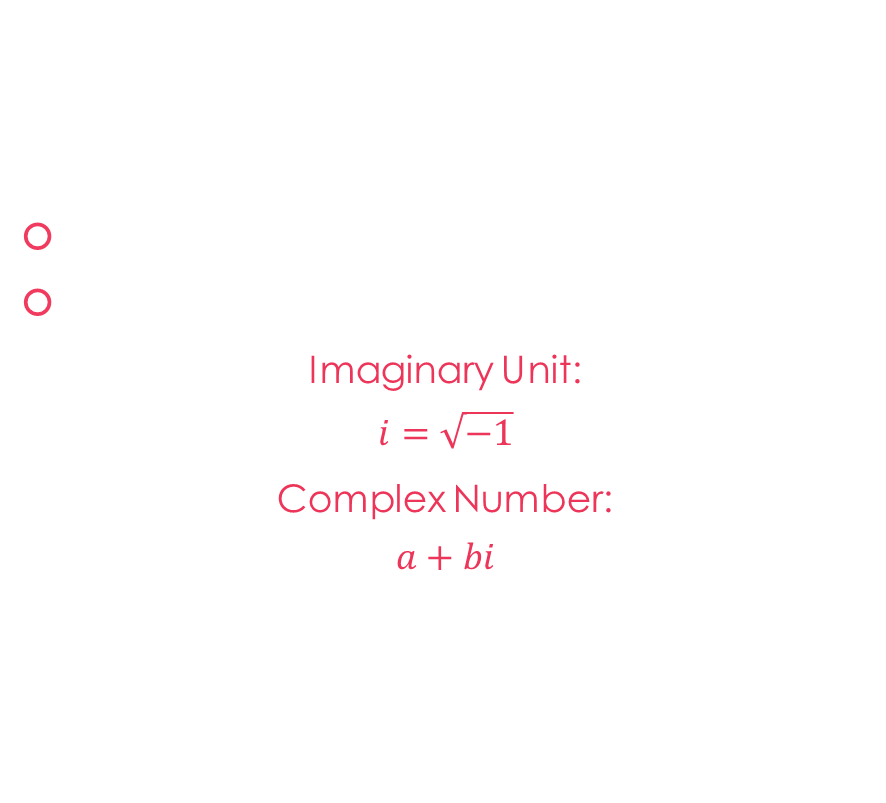 Imaginary Unit:
i = √−1
Complex Number:
a + bi